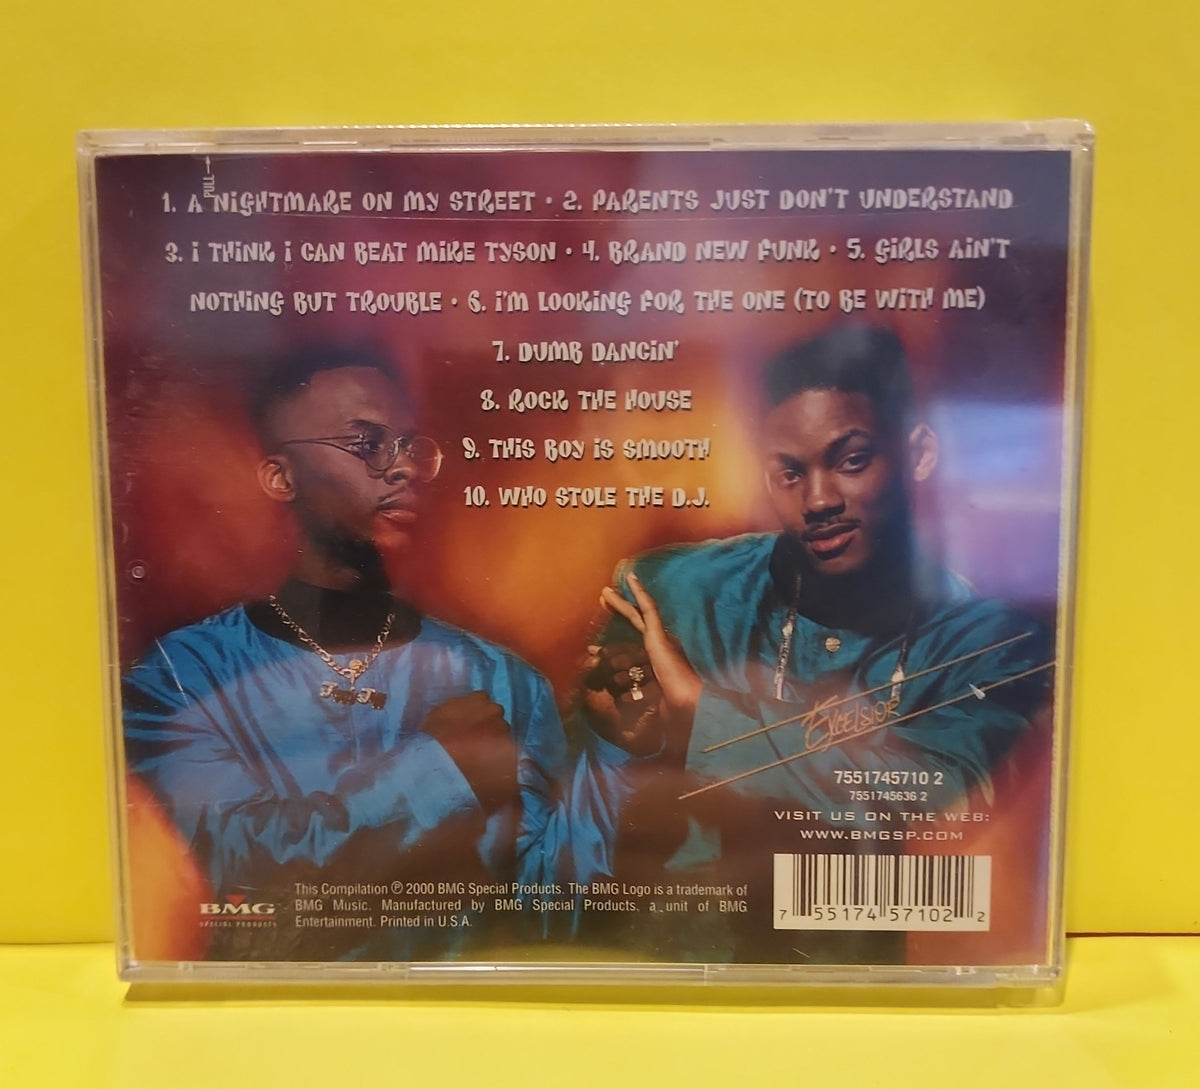 PULL
1. A NIGHTMARE ON MY STREET • 2. PARENTS JUST DON'T UNDERSTAND
3. I THINK I CAN BEAT MIKE TYSON • 4. BRAND NEW FUNK • 5. GIRLS AIN'T
NOTHING BUT TROUBLE • 6. I'M LOOKING FOR THE ONE (TO BE WITH ME)
7. DUMB DANCIN'
8. ROCK THE HOUSE
9. THIS BOY IS SMOOTH
10. WHO STOLE THE D.J.
EXCELSIOR
7551745710 2
7551745636 2
VISIT US ON THE WEB:
WWW.BMGSP.COM
BMG
SPECIAL PRODUCTS
This Compilation ℗ 2000 BMG Special Products. The BMG Logo is a trademark of
BMG Music. Manufactured by BMG Special Products, a unit of BMG
Entertainment. Printed in U.S.A.
7 55174 57102 2